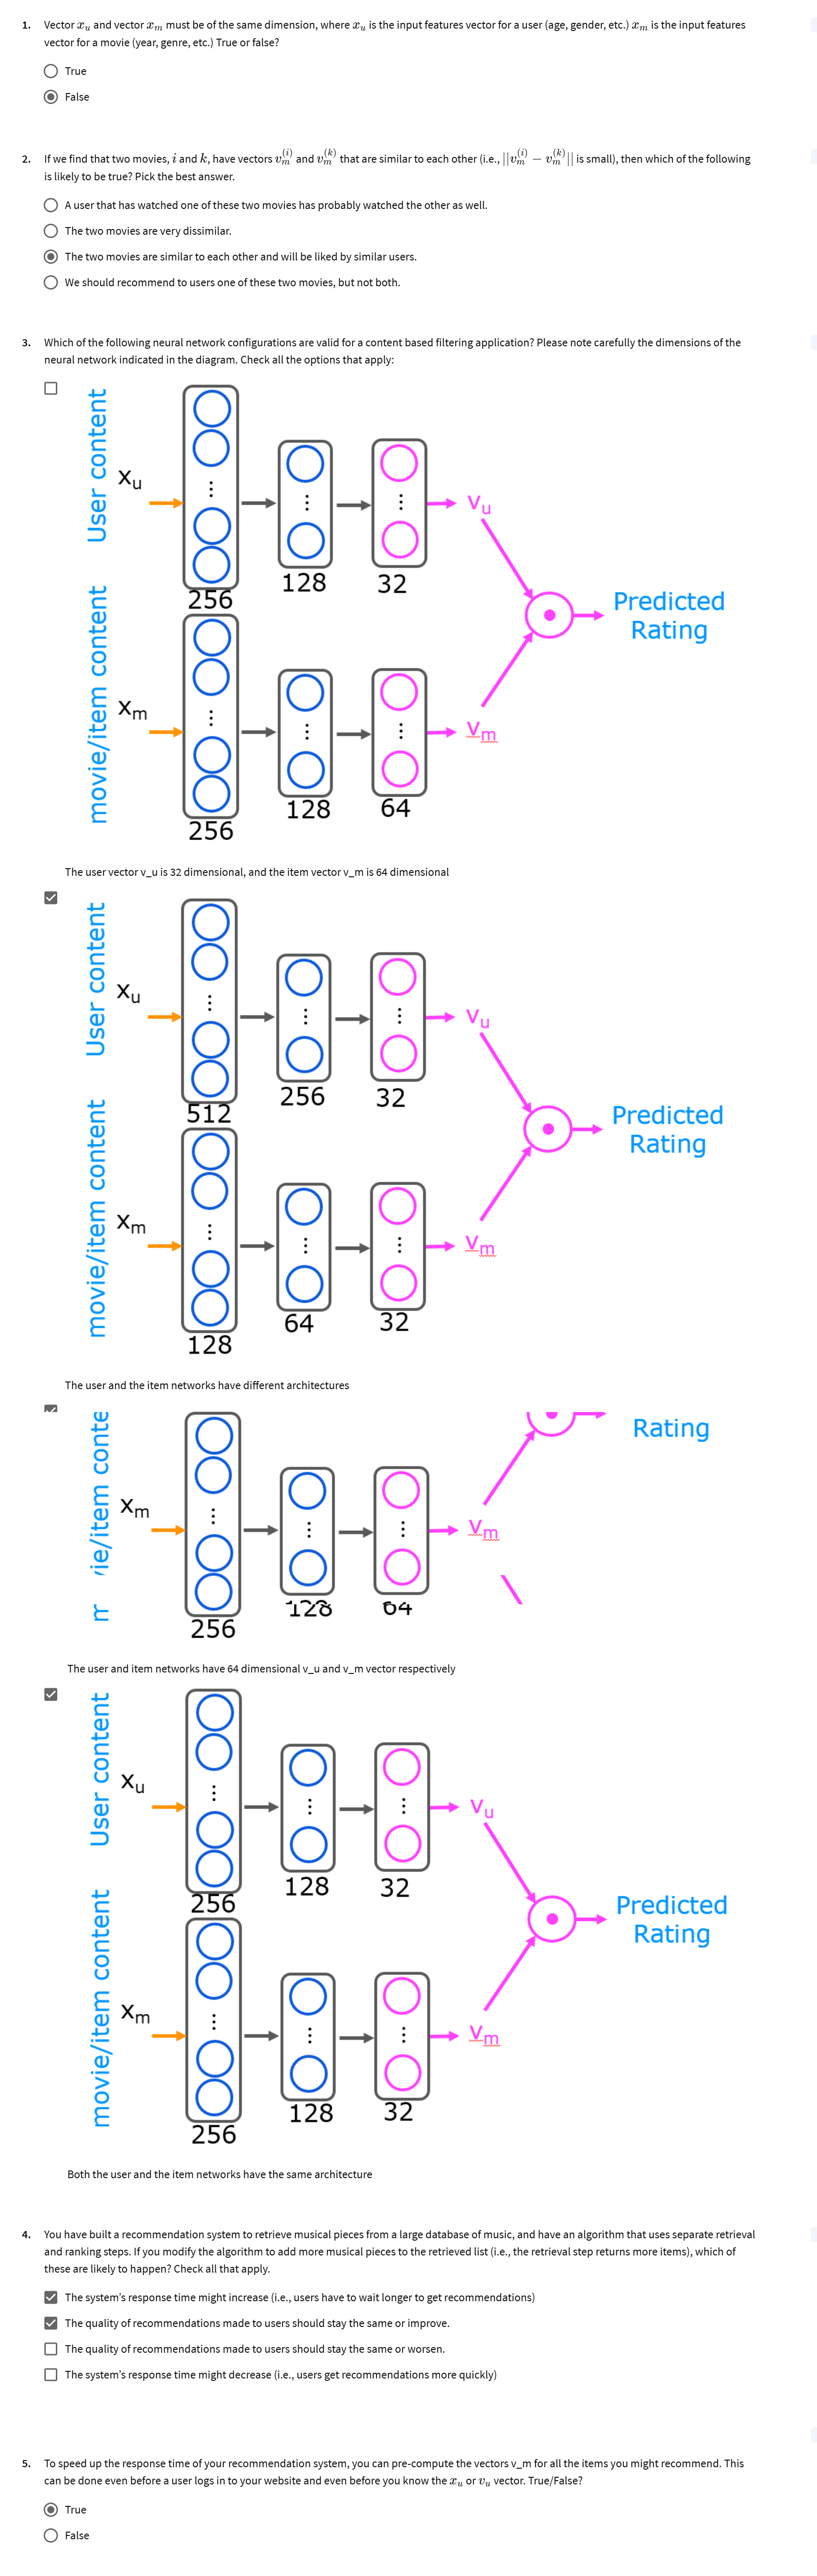 1. Vector x_u and vector x_m must be of the same dimension, where x_u is the input features vector for a user (age, gender, etc.) x_m is the input features
vector for a movie (year, genre, etc.) True or false?
True
False
2. If we find that two movies, i and k, have vectors v_m^(i) and v_m^(k) that are similar to each other (i.e., ||v_m^(i) − v_m^(k)|| is small), then which of the following
is likely to be true? Pick the best answer.
A user that has watched one of these two movies has probably watched the other as well.
The two movies are very dissimilar.
The two movies are similar to each other and will be liked by similar users.
We should recommend to users one of these two movies, but not both.
3. Which of the following neural network configurations are valid for a content based filtering application? Please note carefully the dimensions of the
neural network indicated in the diagram. Check all the options that apply:
User content
x_u
v_u
256
128
32
Predicted
Rating
movie/item content
x_m
v_m
256
128
64
The user vector v_u is 32 dimensional, and the item vector v_m is 64 dimensional
User content
x_u
v_u
512
256
32
Predicted
Rating
movie/item content
x_m
v_m
128
64
32
The user and the item networks have different architectures
Rating
ie/item conte
m
x_m
v_m
256
128
64
The user and item networks have 64 dimensional v_u and v_m vector respectively
User content
x_u
v_u
256
128
32
Predicted
Rating
movie/item content
x_m
v_m
256
128
32
Both the user and the item networks have the same architecture
4. You have built a recommendation system to retrieve musical pieces from a large database of music, and have an algorithm that uses separate retrieval
and ranking steps. If you modify the algorithm to add more musical pieces to the retrieved list (i.e., the retrieval step returns more items), which of
these are likely to happen? Check all that apply.
The system's response time might increase (i.e., users have to wait longer to get recommendations)
The quality of recommendations made to users should stay the same or improve.
The quality of recommendations made to users should stay the same or worsen.
The system's response time might decrease (i.e., users get recommendations more quickly)
5. To speed up the response time of your recommendation system, you can pre-compute the vectors v_m for all the items you might recommend. This
can be done even before a user logs in to your website and even before you know the x_u or v_u vector. True/False?
True
False